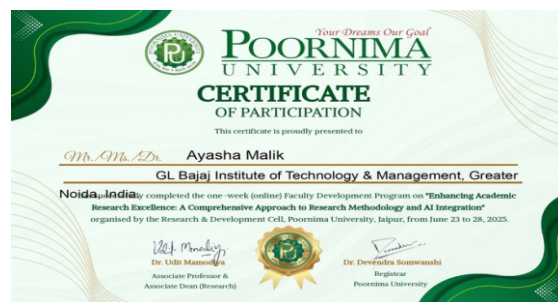 Your Dreams Our Goal
POORNIMA
UNIVERSITY
CERTIFICATE
OF PARTICIPATION
This certificate is proudly presented to
Mr./Ms./Dr. Ayasha Malik
GL Bajaj Institute of Technology & Management, Greater
Noida, India. completed the one-week (online) Faculty Development Program on "Enhancing Academic
Research Excellence: A Comprehensive Approach to Research Methodology and AI Integration"
organised by the Research & Development Cell, Poornima University, Jaipur, from June 23 to 28, 2025.
Dr. Udit Mamodiya
Associate Professor &
Associate Dean (Research)
Dr. Devendra Somwanshi
Registrar
Poornima University